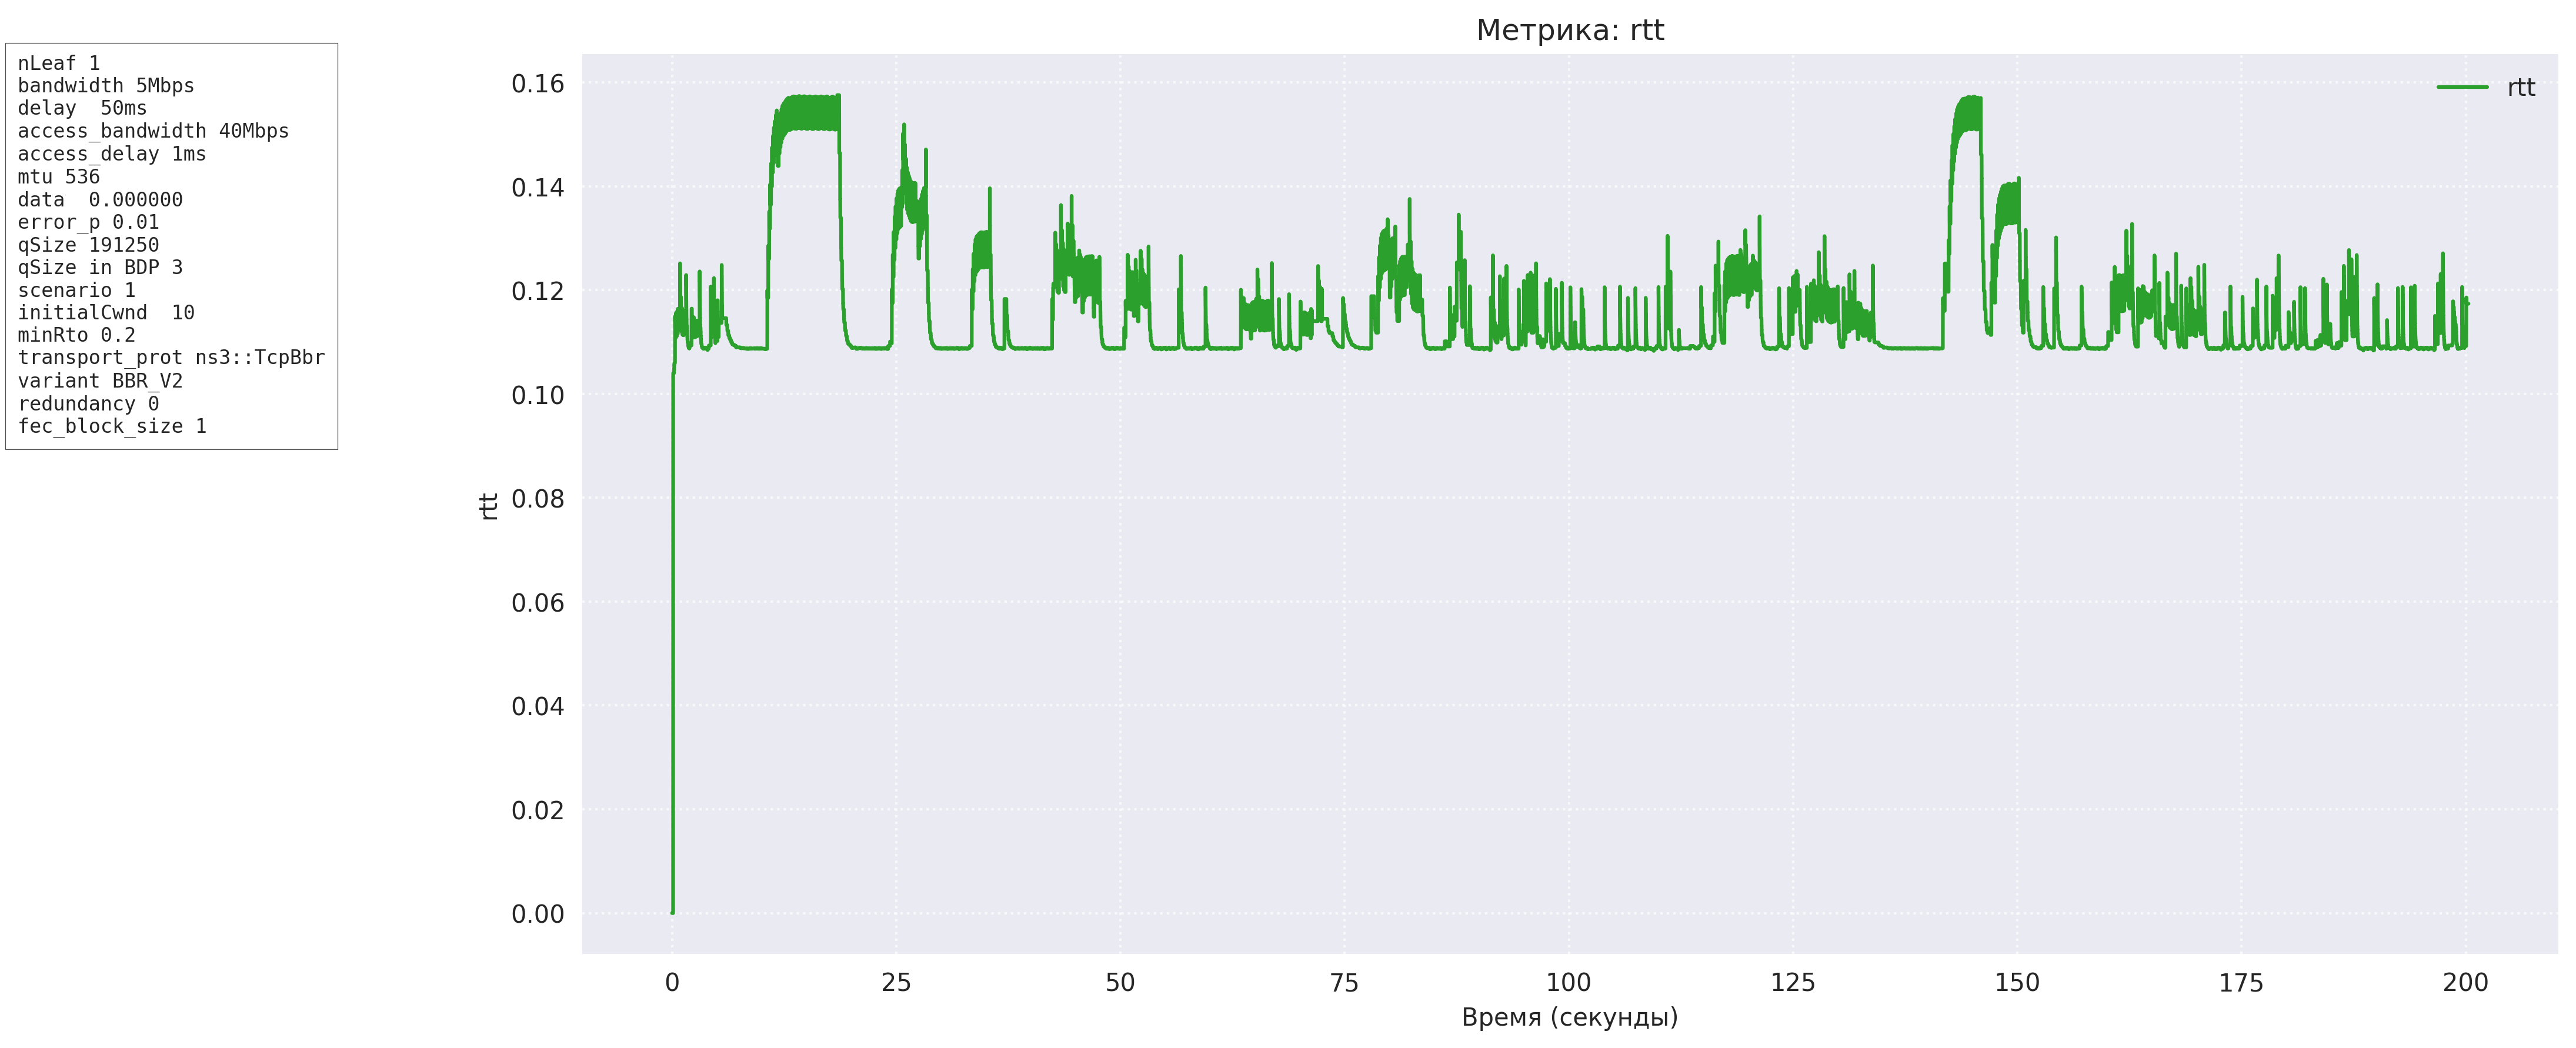 Метрика: rtt
nLeaf 1
bandwidth 5Mbps
delay  50ms
access_bandwidth 40Mbps
access_delay 1ms
mtu 536
data  0.000000
error_p 0.01
qSize 191250
qSize in BDP 3
scenario 1
initialCwnd  10
minRto 0.2
transport_prot ns3::TcpBbr
variant BBR_V2
redundancy 0
fec_block_size 1
rtt
0.16
0.14
0.12
0.10
0.08
0.06
0.04
0.02
0.00
rtt
0 25 50 75 100 125 150 175 200
Время (секунды)